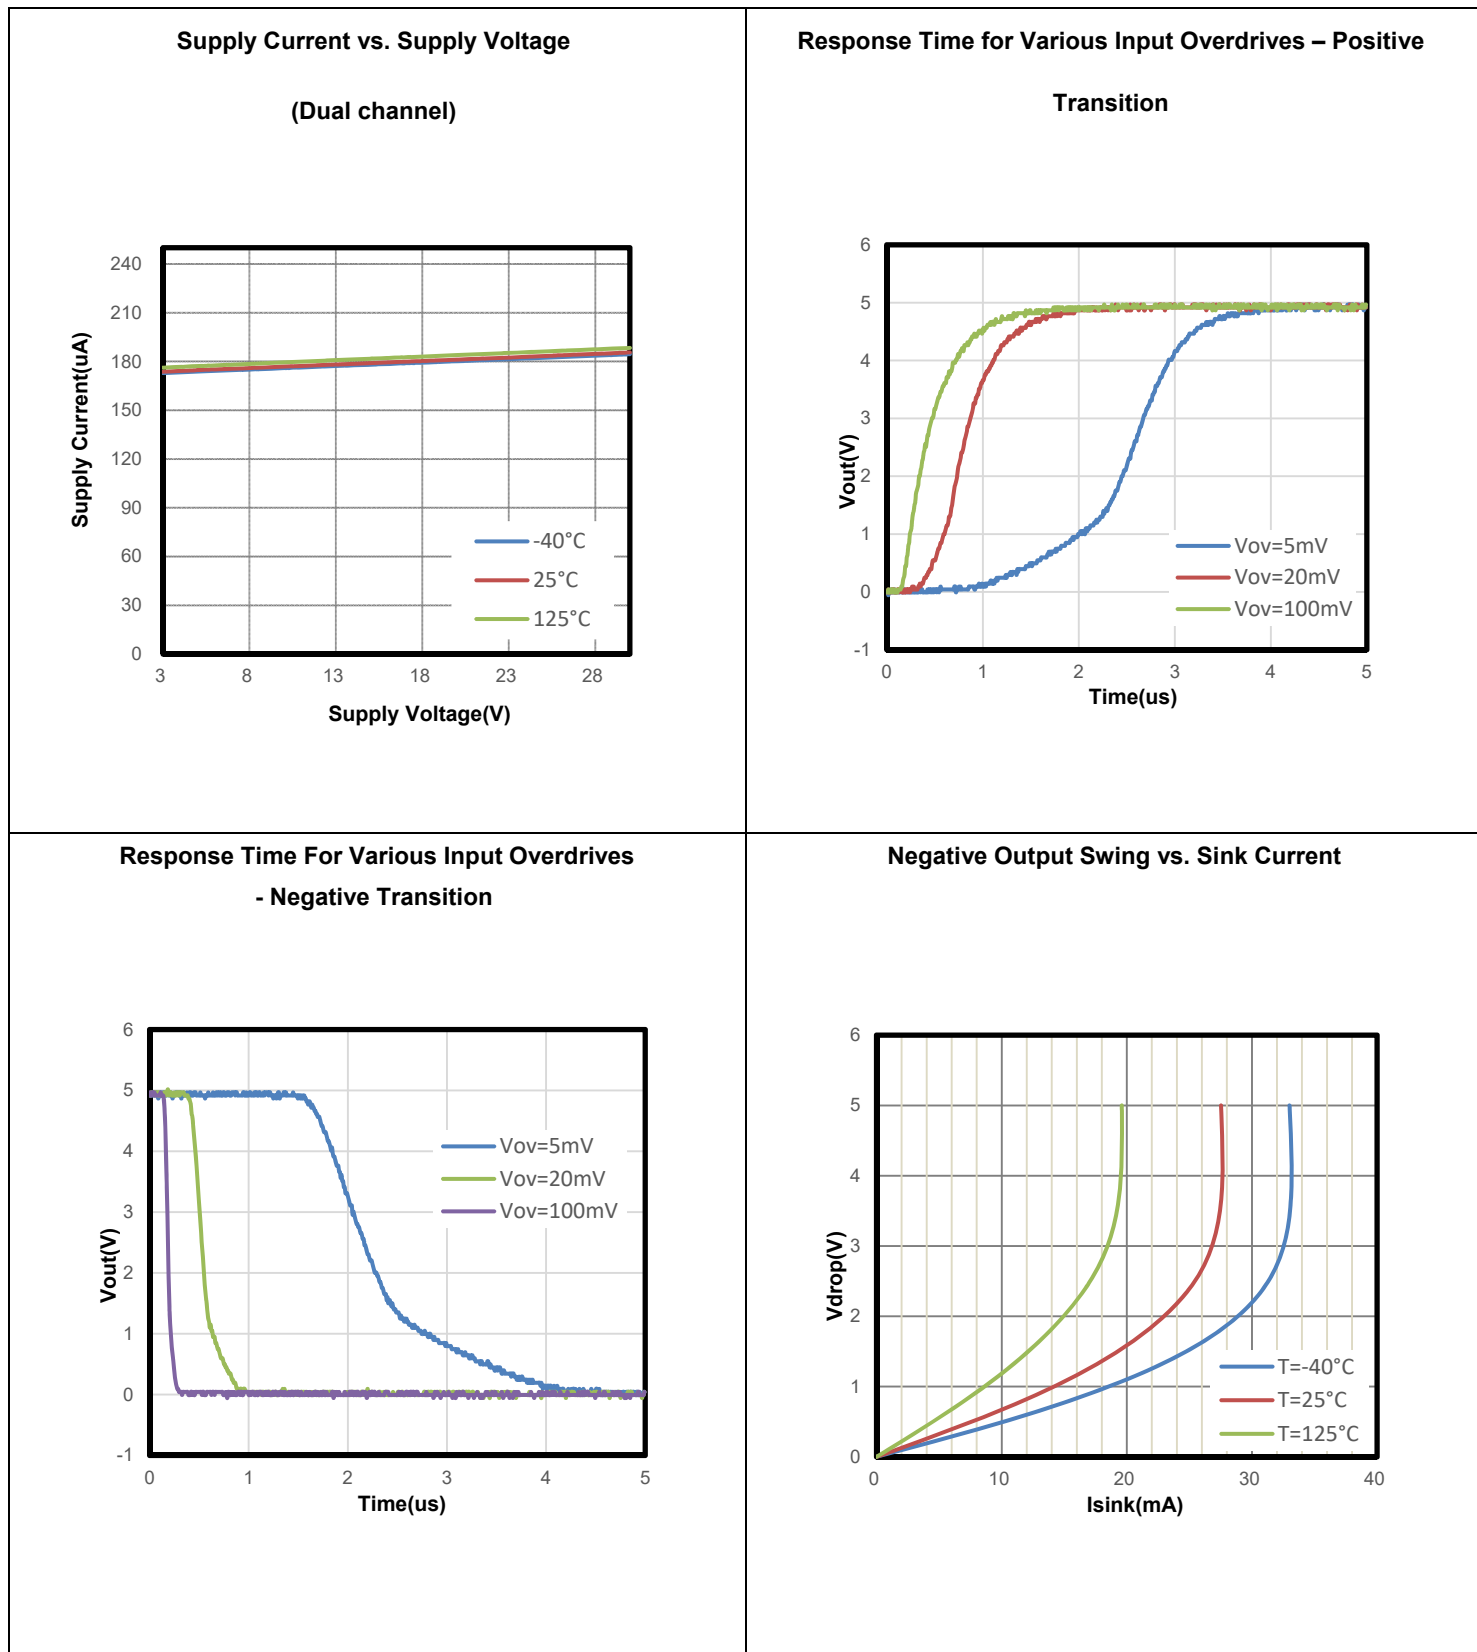 Supply Current vs. Supply Voltage
(Dual channel)
240
210
180
150
120
90
60
30
0
Supply Current(uA)
-40°C
25°C
125°C
3 8 13 18 23 28
Supply Voltage(V)
Response Time for Various Input Overdrives – Positive
Transition
6
5
4
3
2
1
0
-1
Vout(V)
Vov=5mV
Vov=20mV
Vov=100mV
0 1 2 3 4 5
Time(us)
Response Time For Various Input Overdrives
- Negative Transition
6
5
4
3
2
1
0
-1
Vout(V)
Vov=5mV
Vov=20mV
Vov=100mV
0 1 2 3 4 5
Time(us)
Negative Output Swing vs. Sink Current
6
5
4
3
2
1
0
Vdrop(V)
T=-40°C
T=25°C
T=125°C
0 10 20 30 40
Isink(mA)